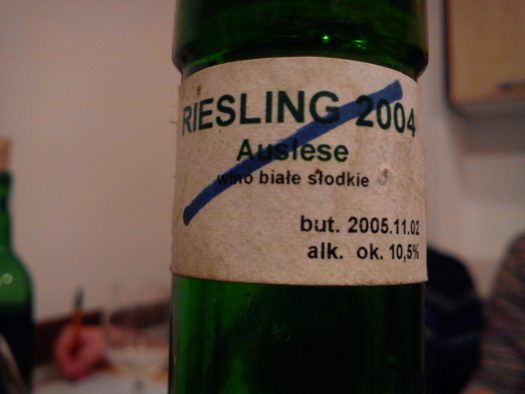 RIESLING 2004
Auslese
wino białe słodkie
but. 2005.11.02
alk. ok. 10,5%